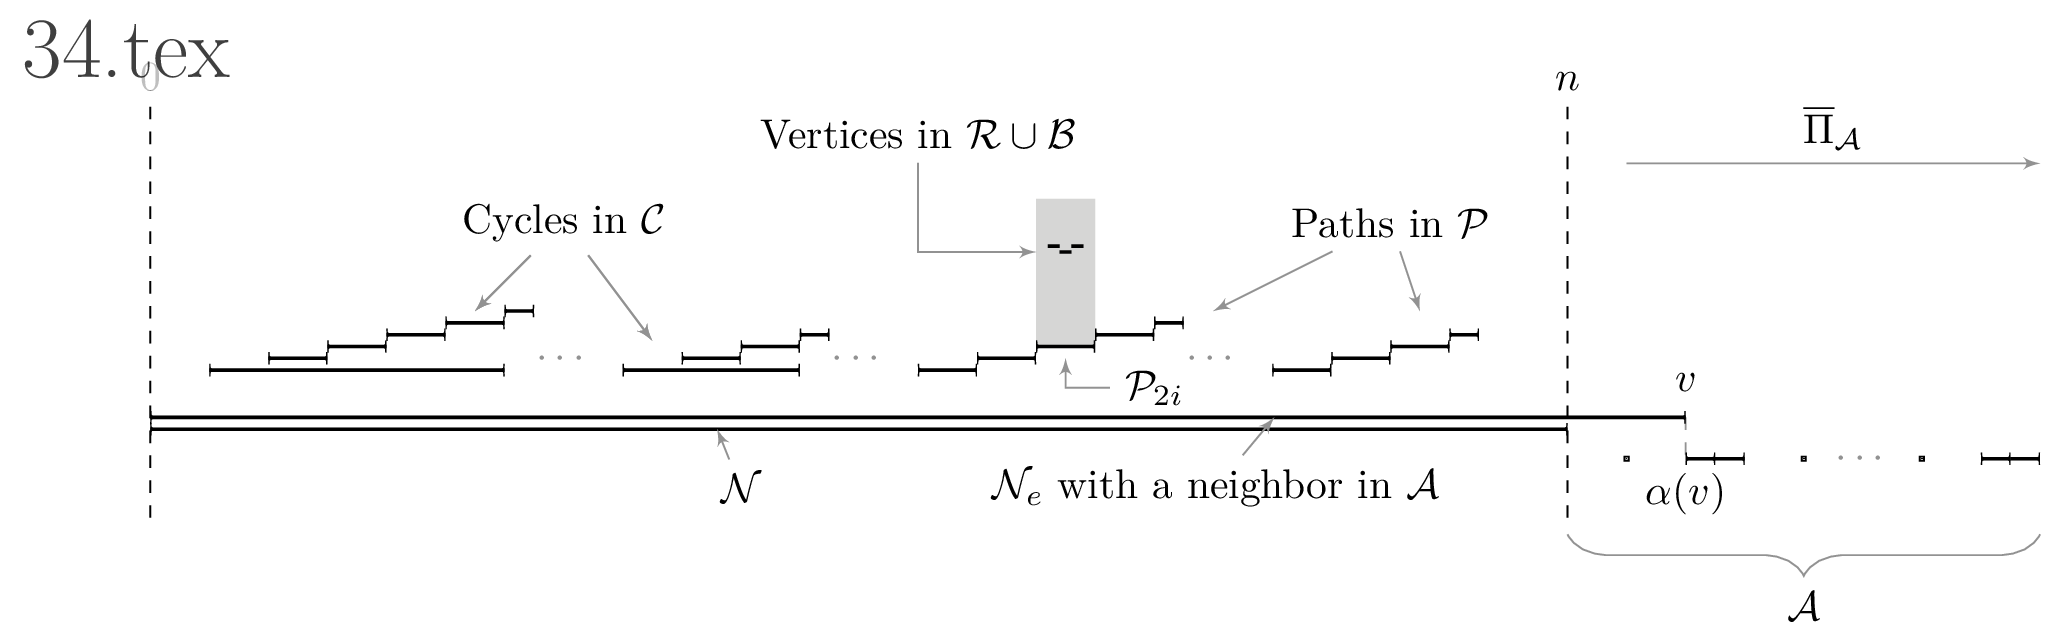 34.tex
0
n
$\overline{\Pi}_{\mathcal{A}}$
Vertices in $\mathcal{R} \cup \mathcal{B}$
Cycles in $\mathcal{C}$
Paths in $\mathcal{P}$
...
...
...
$\mathcal{P}_{2i}$
v
...
$\mathcal{N}$
$\mathcal{N}_e$ with a neighbor in $\mathcal{A}$
α(v)
$\mathcal{A}$